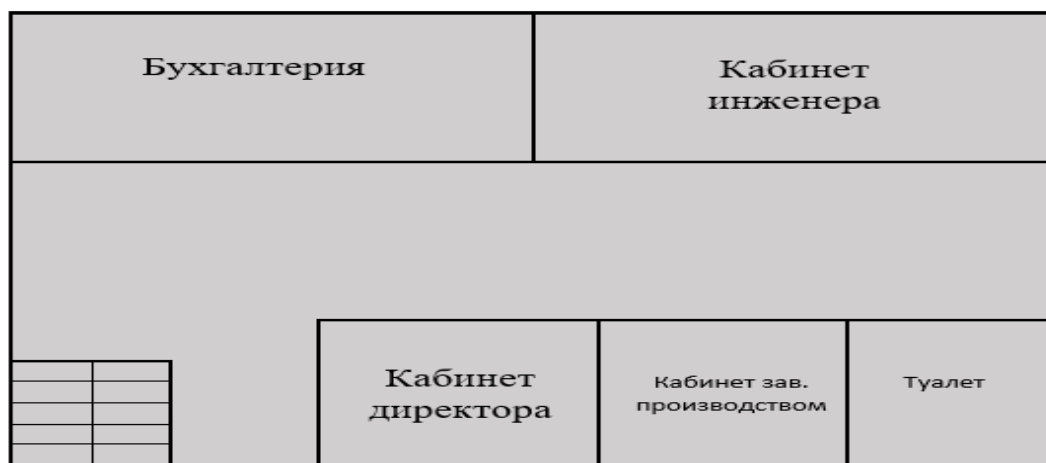 Бухгалтерия
Кабинет
инженера
Кабинет
директора
Кабинет зав.
производством
Туалет